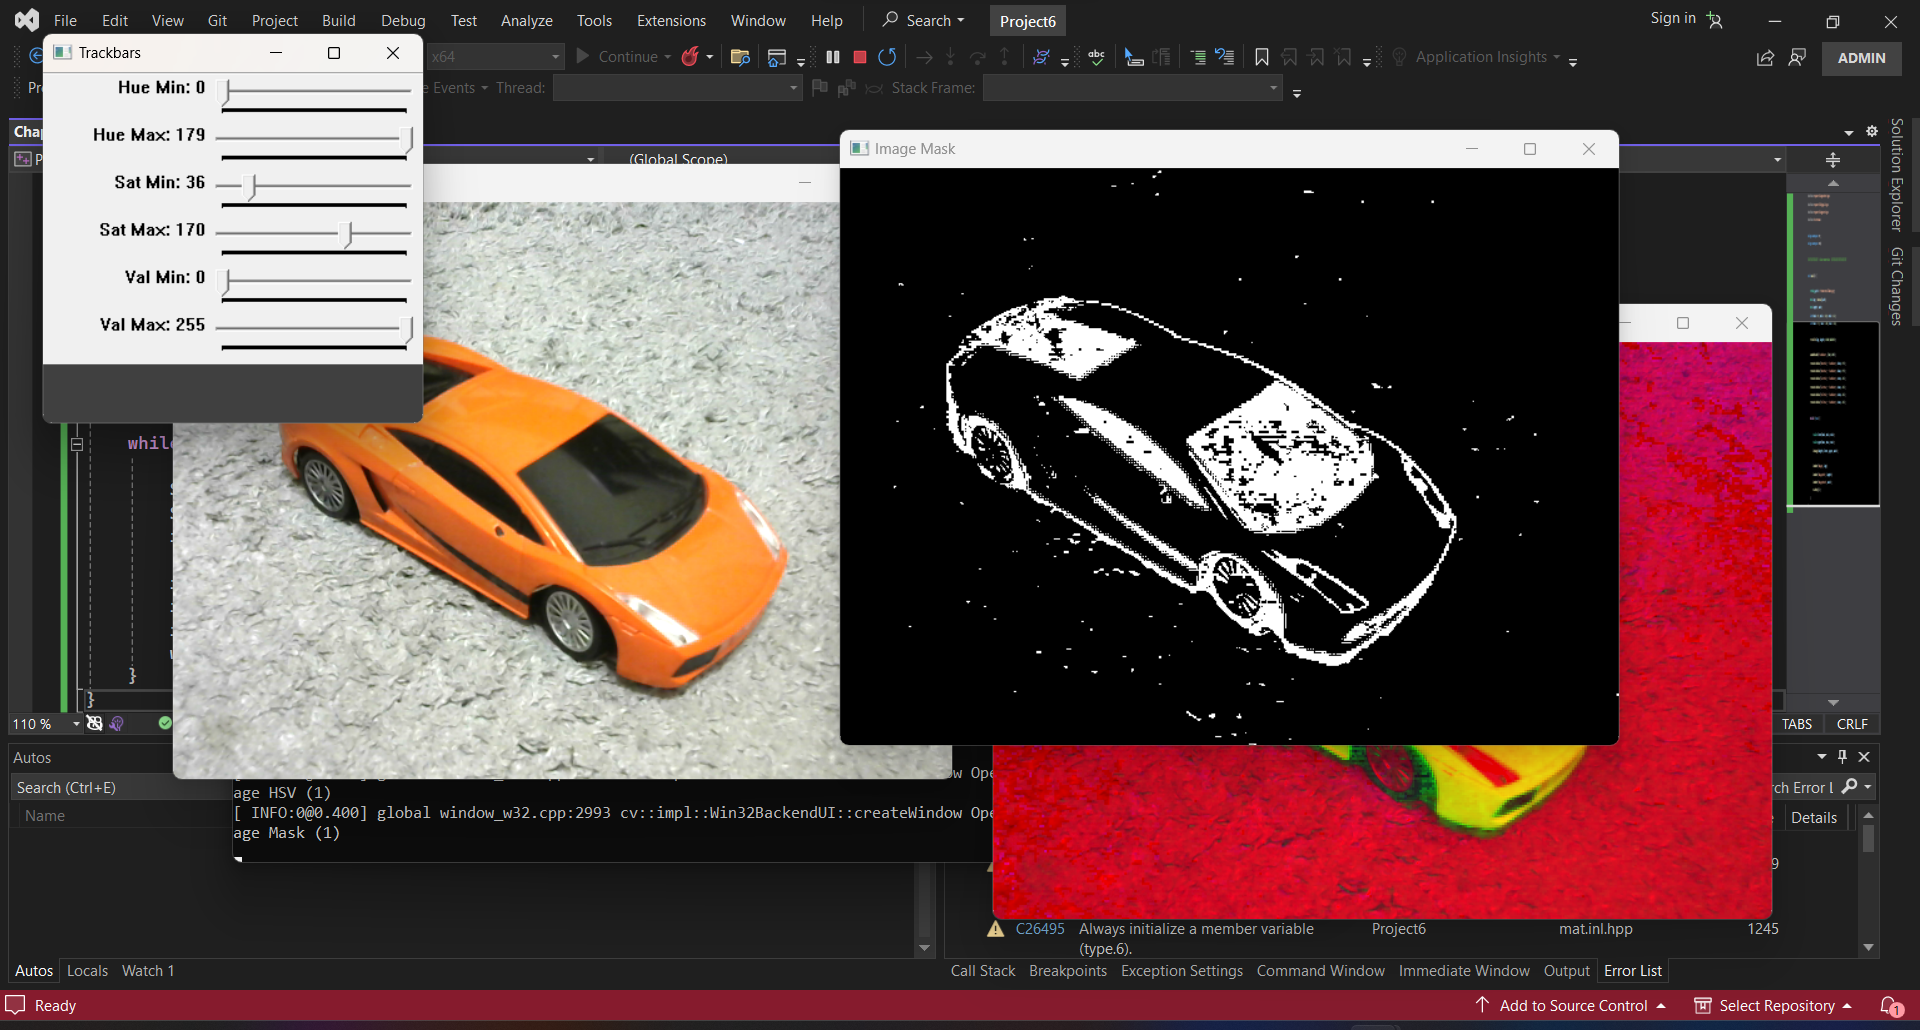 File Edit View Git Project Build Debug Test Analyze Tools Extensions Window Help Search Project6 Sign in
Trackbars
x64 Continue Application Insights ADMIN
Events Thread: Stack Frame:
Hue Min: 0
Hue Max: 179
Sat Min: 36
Sat Max: 170
Val Min: 0
Val Max: 255
(Global Scope)
Image Mask
Solution Explorer
Git Changes
}
}
110 %
TABS CRLF
Autos
Search (Ctrl+E)
Name
age HSV (1)
[ INFO:0@0.400] global window_w32.cpp:2993 cv::impl::Win32BackendUI::createWindow Ope
age Mask (1)
Details
C26495 Always initialize a member variable (type.6). Project6 mat.inl.hpp 1245
Autos Locals Watch 1
Call Stack Breakpoints Exception Settings Command Window Immediate Window Output Error List
Ready
Add to Source Control Select Repository 1